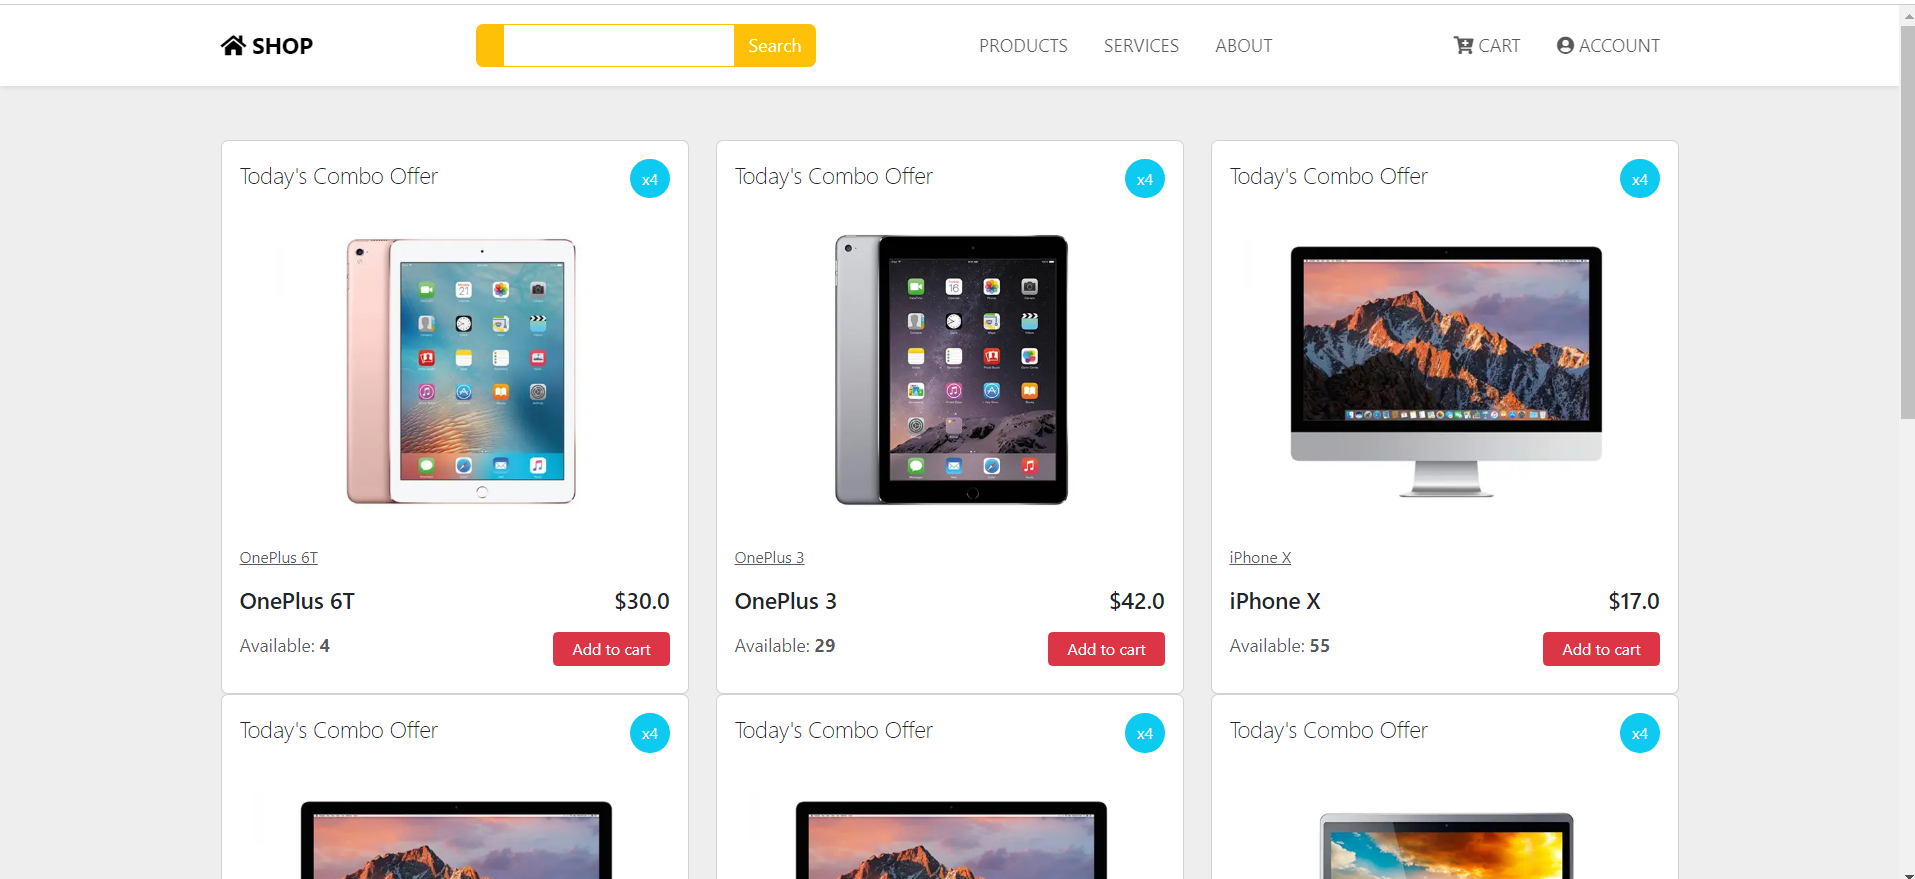 SHOP Search PRODUCTS SERVICES ABOUT CART ACCOUNT
Today's Combo Offer x4
Today's Combo Offer x4
Today's Combo Offer x4
OnePlus 6T
OnePlus 6T $30.0
Available: 4 Add to cart
OnePlus 3
OnePlus 3 $42.0
Available: 29 Add to cart
iPhone X
iPhone X $17.0
Available: 55 Add to cart
Today's Combo Offer x4
Today's Combo Offer x4
Today's Combo Offer x4